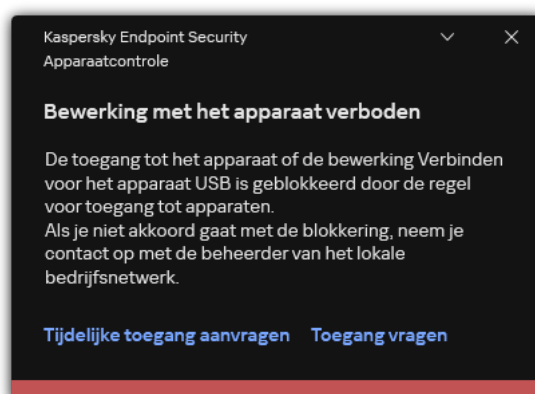 Kaspersky Endpoint Security
Apparaatcontrole
Bewerking met het apparaat verboden
De toegang tot het apparaat of de bewerking Verbinden
voor het apparaat USB is geblokkeerd door de regel
voor toegang tot apparaten.
Als je niet akkoord gaat met de blokkering, neem je
contact op met de beheerder van het lokale
bedrijfsnetwerk.
Tijdelijke toegang aanvragen Toegang vragen